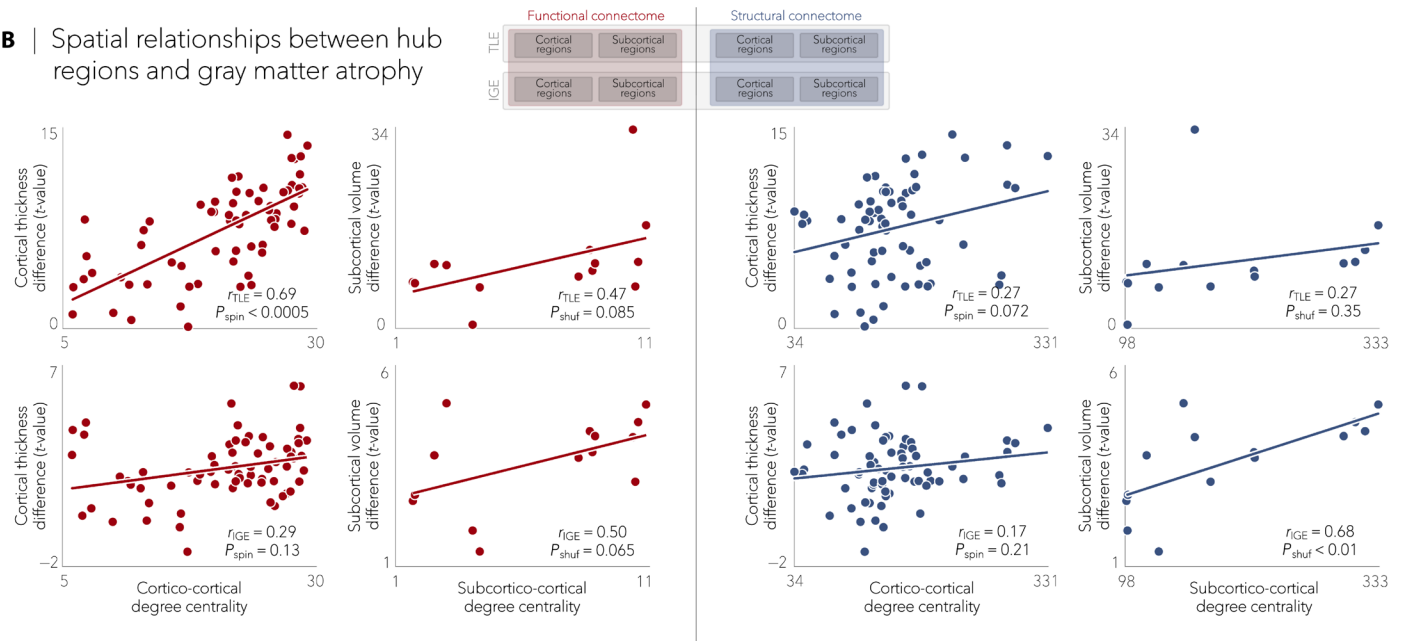 B | Spatial relationships between hub
regions and gray matter atrophy
Functional connectome
Structural connectome
TLE
Cortical
regions
Subcortical
regions
Cortical
regions
Subcortical
regions
IGE
Cortical
regions
Subcortical
regions
Cortical
regions
Subcortical
regions
Cortical thickness
difference (t-value)
15
0
5
30
rTLE = 0.69
Pspin < 0.0005
Subcortical volume
difference (t-value)
34
0
1
11
rTLE = 0.47
Pshuf = 0.085
Cortical thickness
difference (t-value)
15
0
34
331
rTLE = 0.27
Pspin = 0.072
Subcortical volume
difference (t-value)
34
0
98
333
rTLE = 0.27
Pshuf = 0.35
Cortical thickness
difference (t-value)
7
−2
5
30
rIGE = 0.29
Pspin = 0.13
Cortico-cortical
degree centrality
Subcortical volume
difference (t-value)
6
1
1
11
rIGE = 0.50
Pshuf = 0.065
Subcortico-cortical
degree centrality
Cortical thickness
difference (t-value)
7
−2
34
331
rIGE = 0.17
Pspin = 0.21
Cortico-cortical
degree centrality
Subcortical volume
difference (t-value)
6
1
98
333
rIGE = 0.68
Pshuf < 0.01
Subcortico-cortical
degree centrality